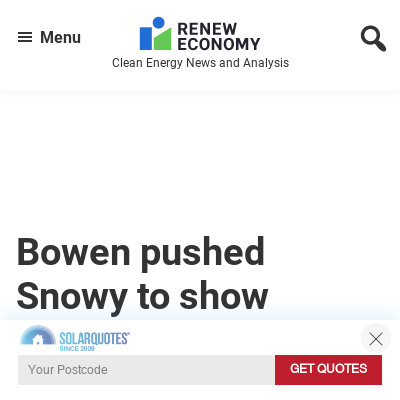 Menu
RENEW
ECONOMY
Clean Energy News and Analysis
Bowen pushed
Snowy to show
SOLARQUOTES®
SINCE 2009
Your Postcode
GET QUOTES